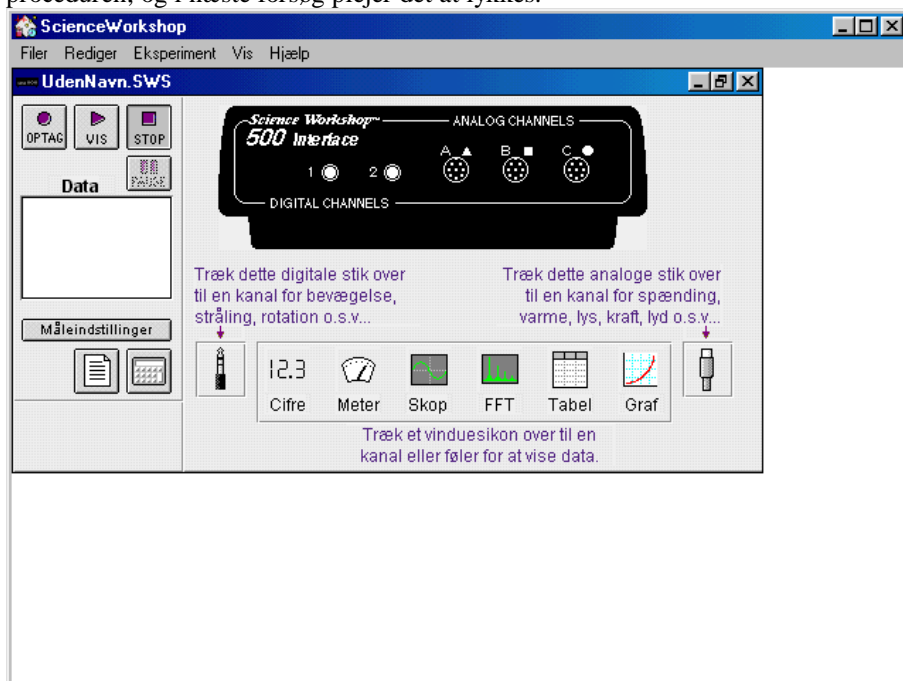 proceduren, og i næste forsøg plejer det at lykkes.
ScienceWorkshop
Filer Rediger Eksperiment Vis Hjælp
UdenNavn.SWS
OPTAG VIS STOP
PAUSE
Data
Måleindstillinger
Science Workshop™
ANALOG CHANNELS
500 Interface
A B C
1 2
DIGITAL CHANNELS
Træk dette digitale stik over
til en kanal for bevægelse,
stråling, rotation o.s.v...
Træk dette analoge stik over
til en kanal for spænding,
varme, lys, kraft, lyd o.s.v...
12.3
Cifre Meter Skop FFT Tabel Graf
Træk et vinduesikon over til en
kanal eller føler for at vise data.